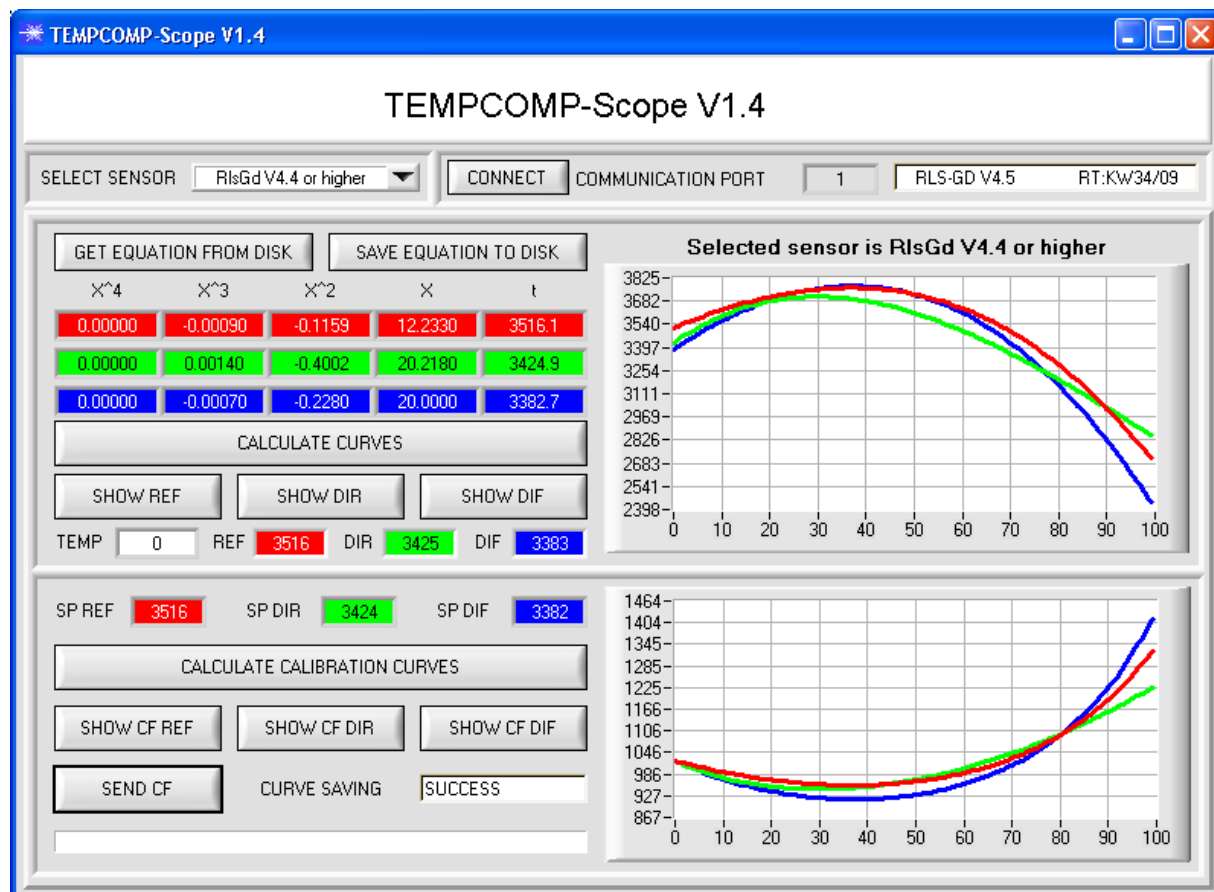 TEMPCOMP-Scope V1.4
TEMPCOMP-Scope V1.4
SELECT SENSOR RlsGd V4.4 or higher CONNECT COMMUNICATION PORT 1 RLS-GD V4.5 RT:KW34/09
GET EQUATION FROM DISK SAVE EQUATION TO DISK
X^4 X^3 X^2 X t
0.00000 -0.00090 -0.1159 12.2330 3516.1
0.00000 0.00140 -0.4002 20.2180 3424.9
0.00000 -0.00070 -0.2280 20.0000 3382.7
CALCULATE CURVES
SHOW REF SHOW DIR SHOW DIF
TEMP 0 REF 3516 DIR 3425 DIF 3383
Selected sensor is RlsGd V4.4 or higher
3825
3682
3540
3397
3254
3111
2969
2826
2683
2541
2398
0 10 20 30 40 50 60 70 80 90 100
SP REF 3516 SP DIR 3424 SP DIF 3382
CALCULATE CALIBRATION CURVES
SHOW CF REF SHOW CF DIR SHOW CF DIF
SEND CF CURVE SAVING SUCCESS
1464
1404
1345
1285
1225
1166
1106
1046
986
927
867
0 10 20 30 40 50 60 70 80 90 100